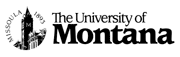 MISSOULA 1893
The University of
Montana